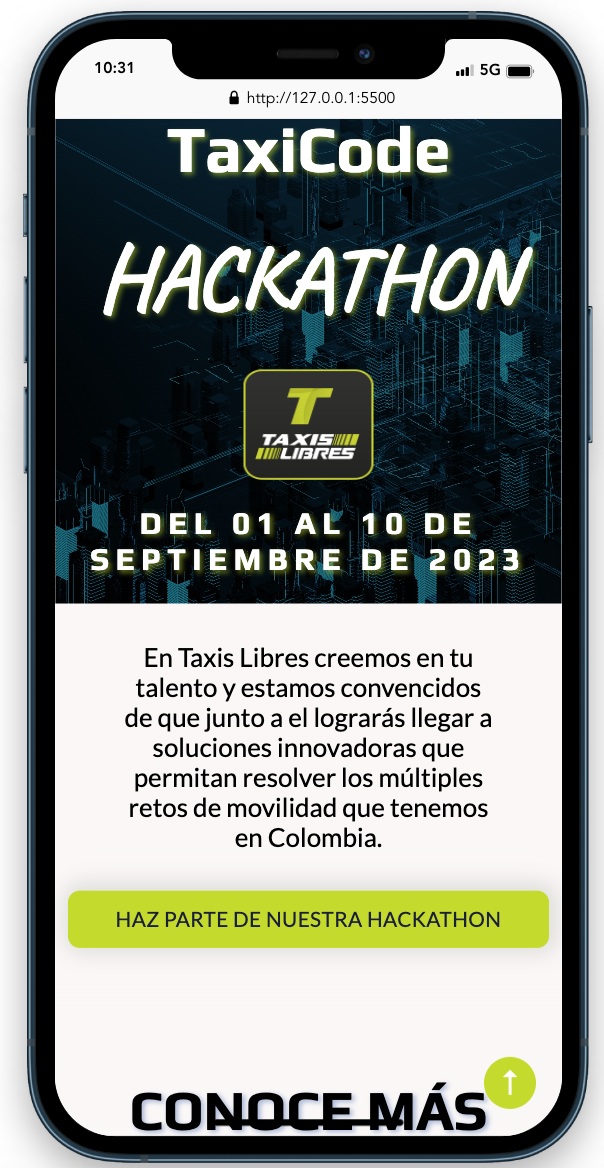 10:31
5G
http://127.0.0.1:5500
TaxiCode
HACKATHON
T
TAXIS
LIBRES
DEL 01 AL 10 DE
SEPTIEMBRE DE 2023
En Taxis Libres creemos en tu
talento y estamos convencidos
de que junto a el lograrás llegar a
soluciones innovadoras que
permitan resolver los múltiples
retos de movilidad que tenemos
en Colombia.
HAZ PARTE DE NUESTRA HACKATHON
CONOCE MÁS